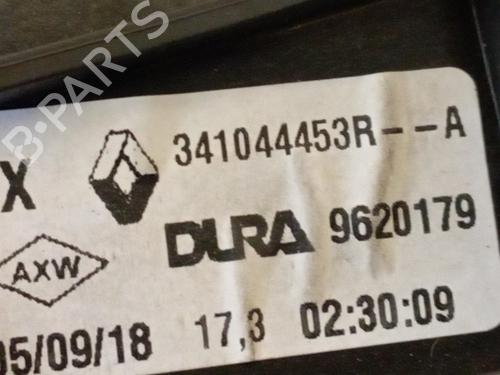 B-PARTS
X 341044453R--A
DURA 9620179
AXW
05/09/18 17,3 02:30:09